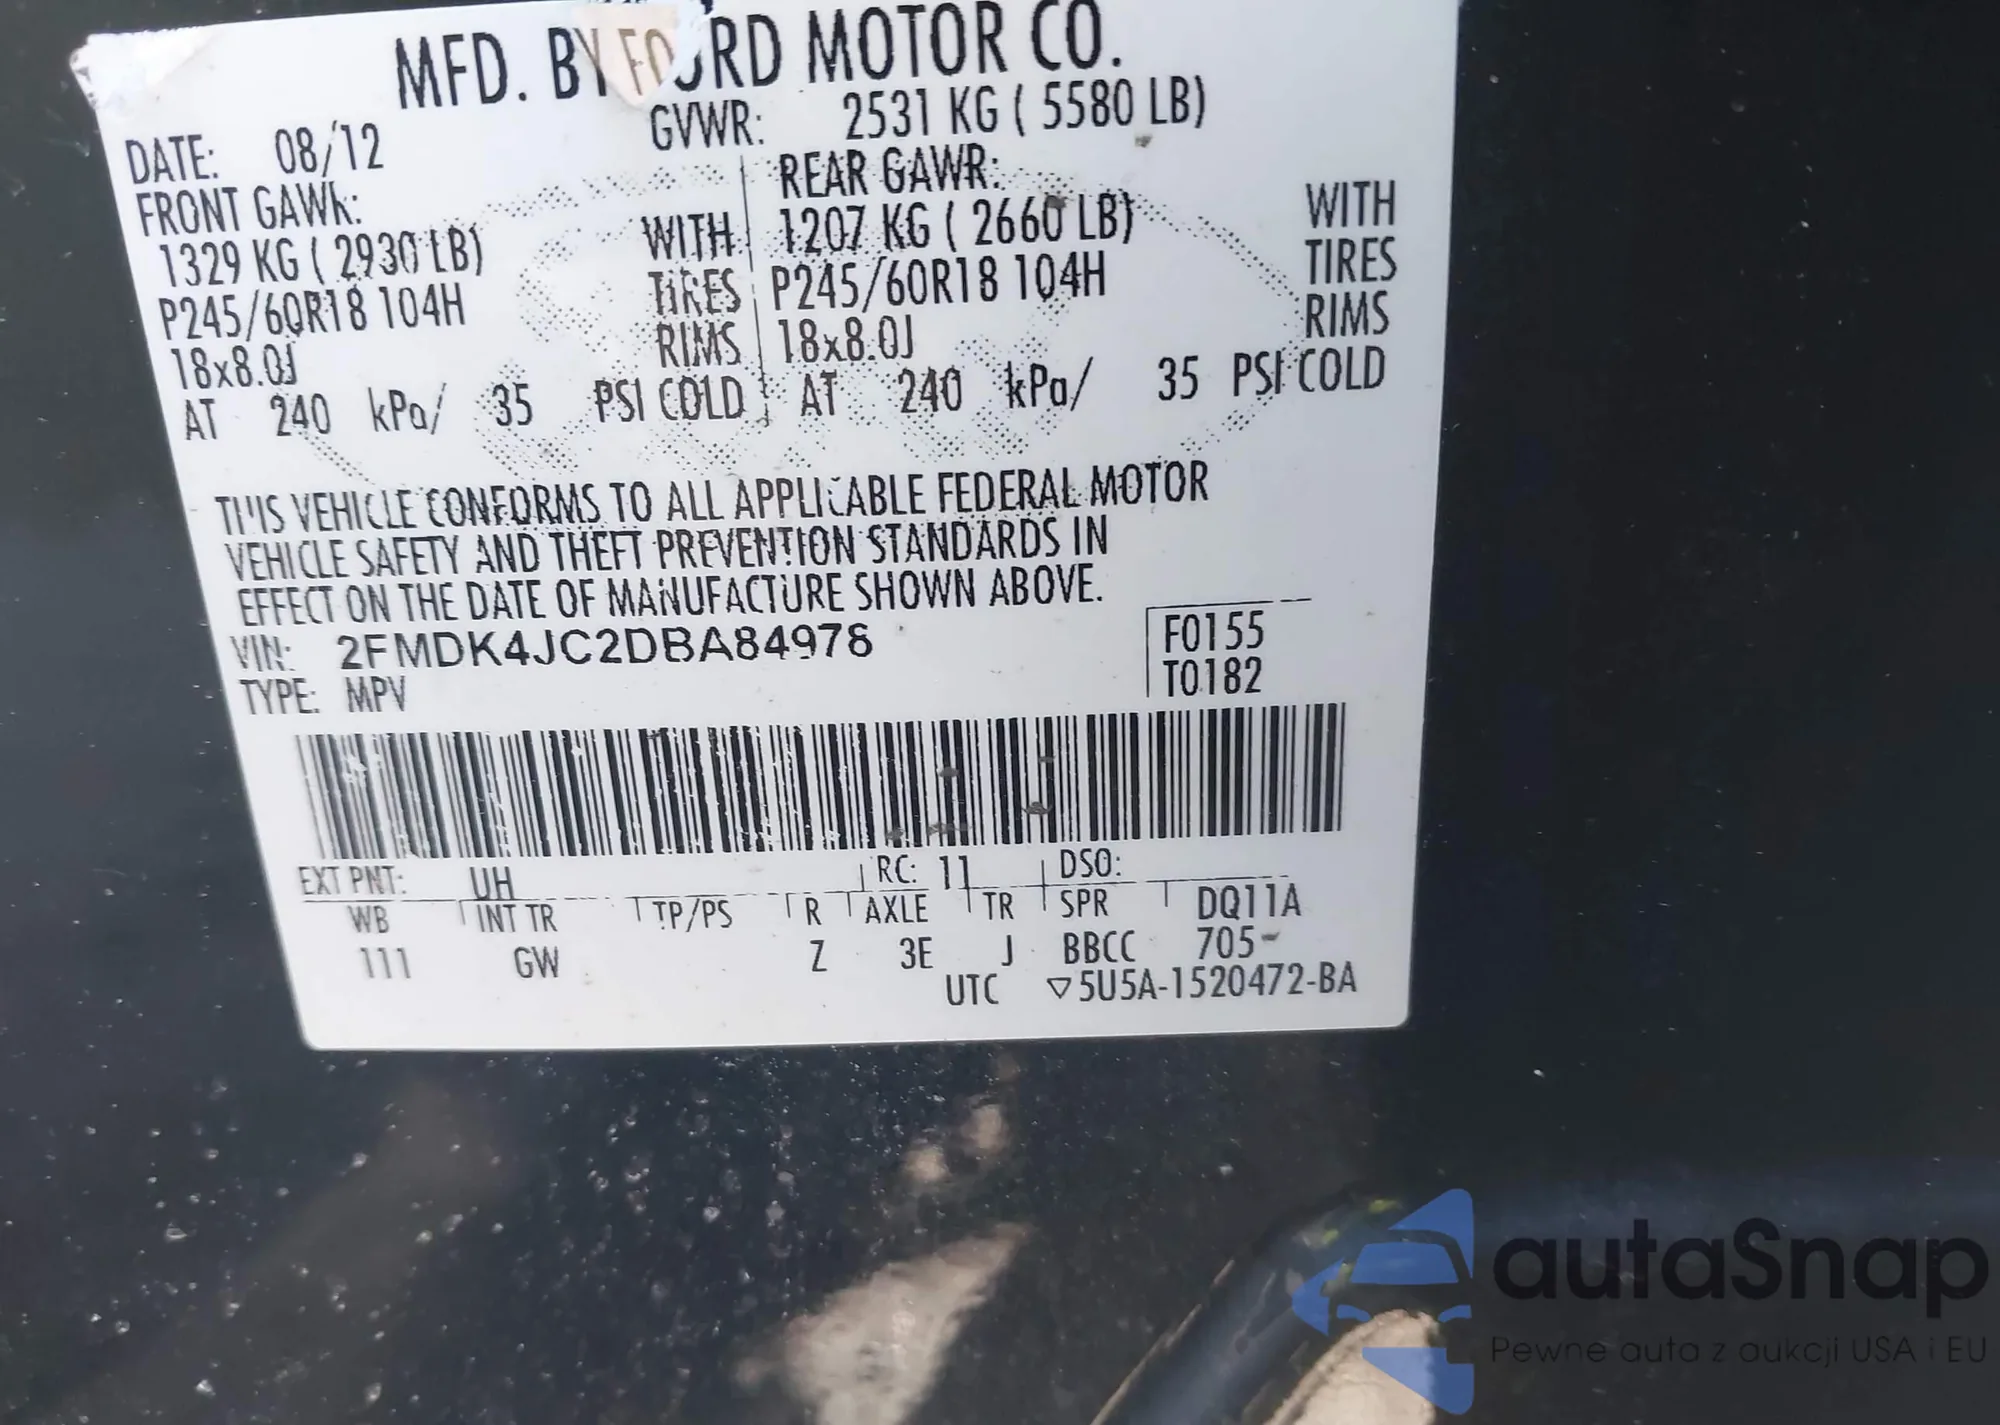 MFD. BY FORD MOTOR CO.
DATE: 08/12 GVWR: 2531 KG ( 5580 LB)
FRONT GAWR: REAR GAWR:
1329 KG ( 2930 LB) WITH 1207 KG ( 2660 LB) WITH
P245/60R18 104H TIRES P245/60R18 104H TIRES
18x8.0J RIMS 18x8.0J RIMS
AT 240 kPa/ 35 PSI COLD AT 240 kPa/ 35 PSI COLD
THIS VEHICLE CONFORMS TO ALL APPLICABLE FEDERAL MOTOR
VEHICLE SAFETY AND THEFT PREVENTION STANDARDS IN
EFFECT ON THE DATE OF MANUFACTURE SHOWN ABOVE.
VIN: 2FMDK4JC2DBA84978 F0155
TYPE: MPV T0182
EXT PNT: UH RC: 11 DSO:
WB INT TR TP/PS R AXLE TR SPR DQ11A
111 GW Z 3E J BBCC 705-
UTC ▽5U5A-1520472-BA
autaSnap
Pewne auta z aukcji USA i EU